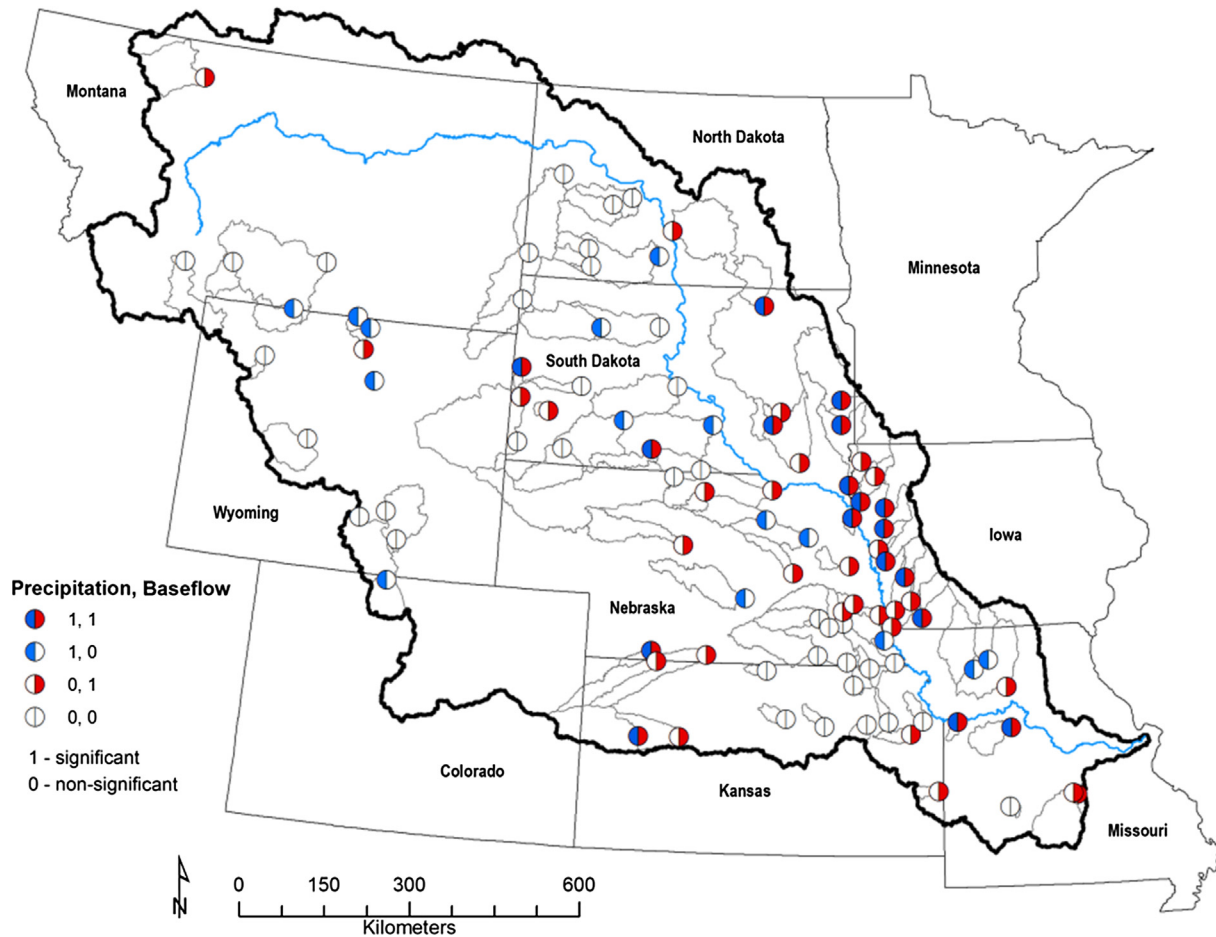 Montana
North Dakota
Minnesota
South Dakota
Wyoming
Iowa
Nebraska
Colorado
Kansas
Missouri
Precipitation, Baseflow
1, 1
1, 0
0, 1
0, 0
1 - significant
0 - non-significant
N
0 150 300 600
Kilometers